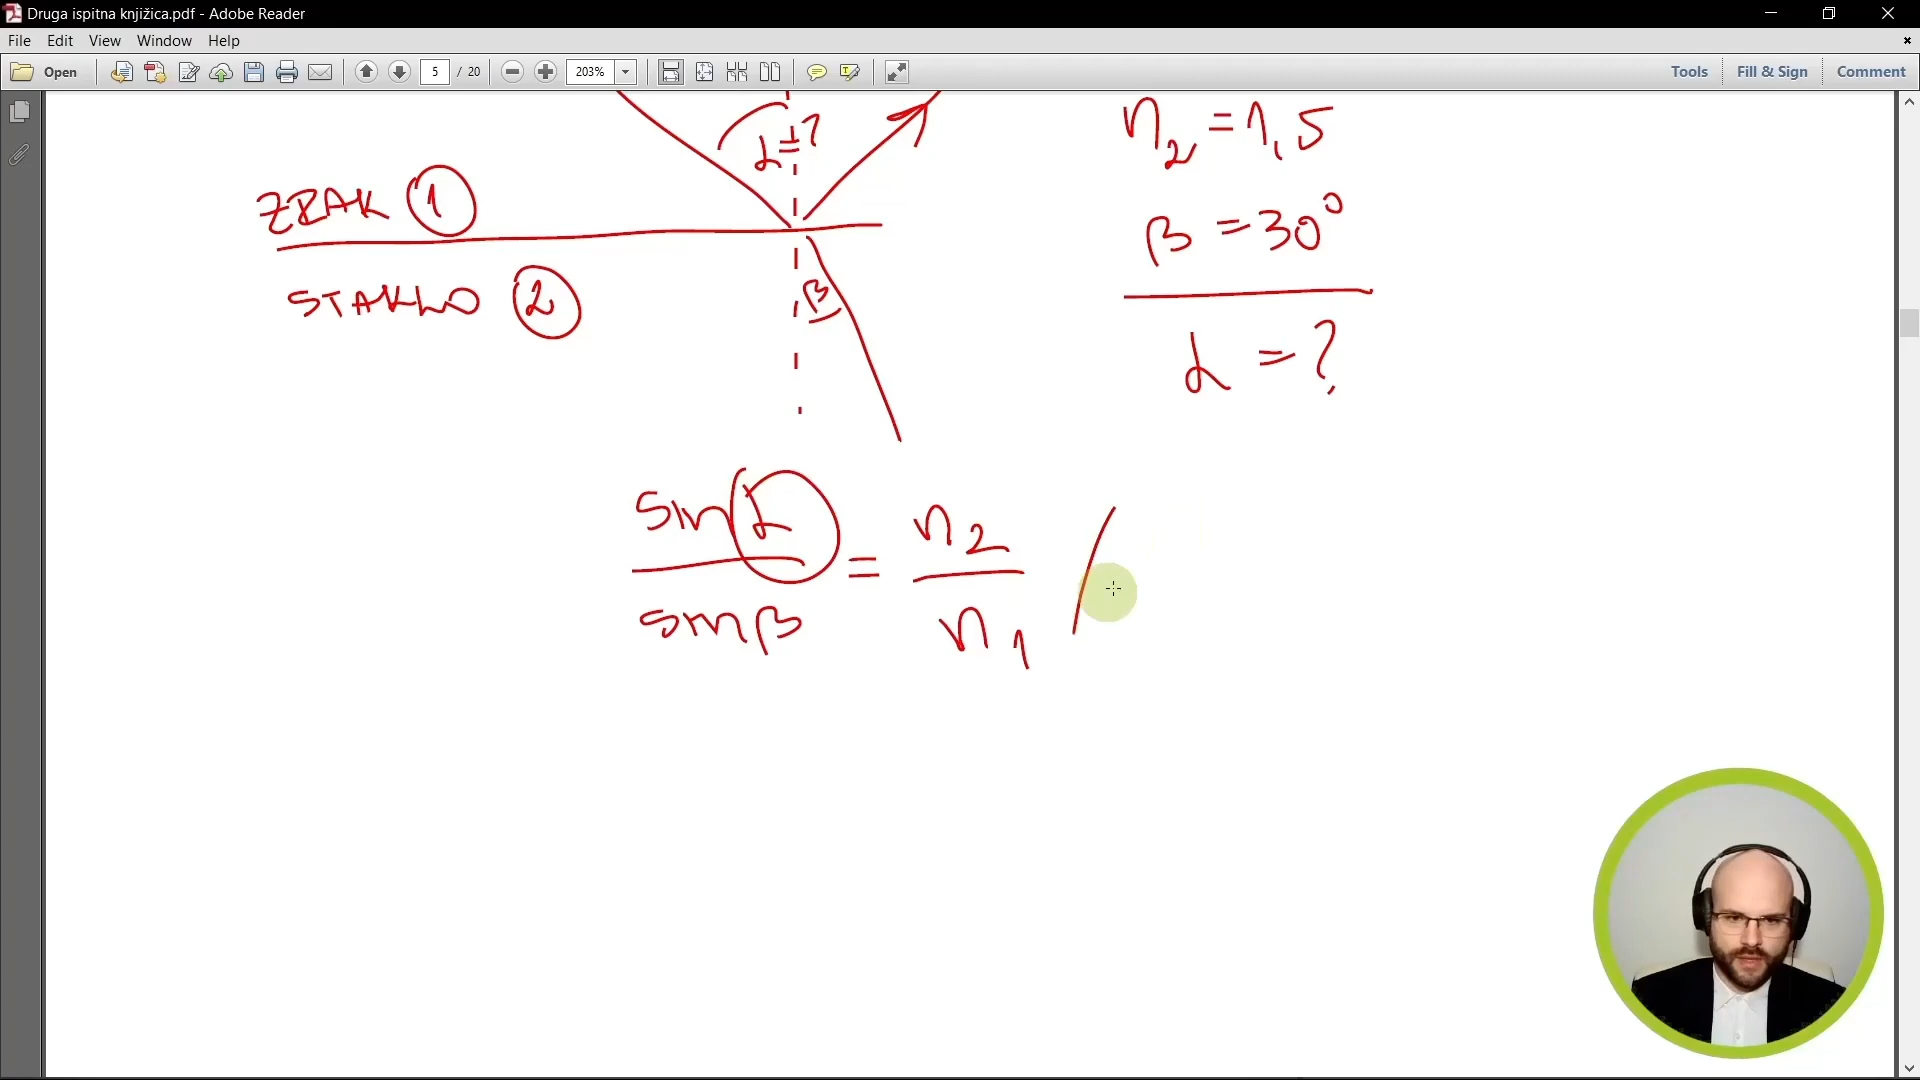 Druga ispitna knjižica.pdf - Adobe Reader
File Edit View Window Help
Open 5 / 20 203% Tools Fill & Sign Comment
α=?
n₂ = 1,5
ZRAK 1
β = 30°
STAKLO 2
β
α = ?
sin α / sin β = n₂ / n₁ /